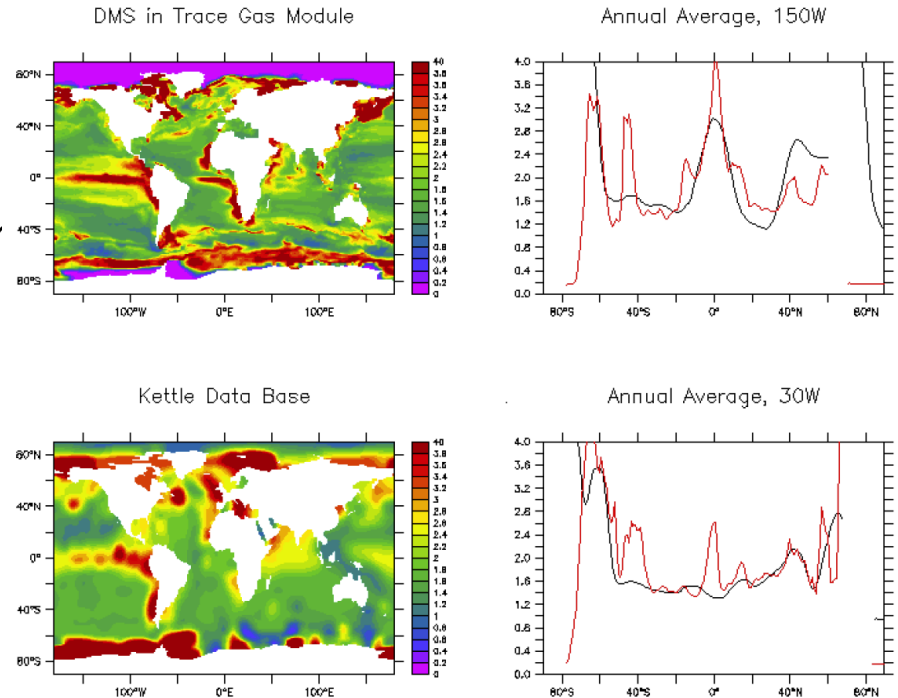 DMS in Trace Gas Module
80°N
40°N
0°
40°S
80°S
100°W
0°E
100°E
40
3.8
3.6
3.4
3.2
3
2.8
2.6
2.4
2.2
2
1.8
1.6
1.4
1.2
1
0.8
0.6
0.4
0.2
0
Annual Average, 150W
4.0
3.6
3.2
2.8
2.4
2.0
1.6
1.2
0.8
0.4
0.0
80°S
40°S
0°
40°N
80°N
Kettle Data Base
80°N
40°N
0°
40°S
80°S
100°W
0°E
100°E
40
3.8
3.6
3.4
3.2
3
2.8
2.6
2.4
2.2
2
1.8
1.6
1.4
1.2
1
0.8
0.6
0.4
0.2
0
Annual Average, 30W
4.0
3.6
3.2
2.8
2.4
2.0
1.6
1.2
0.8
0.4
0.0
80°S
40°S
0°
40°N
80°N